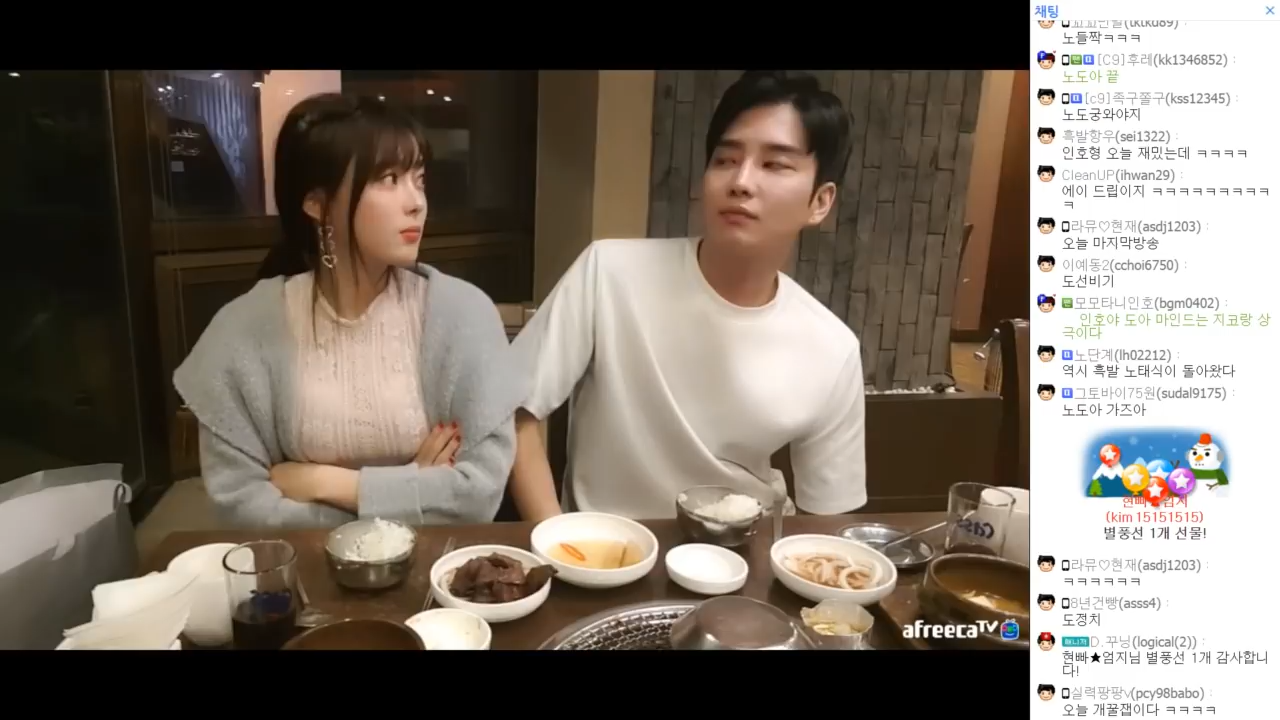 채팅
노들짝ㅋㅋㅋ
[C9]후레(kk1346852) :
노도아 끝
[c9]족구쫄구(kss12345) :
노도궁와야지
흑발항우(sei1322) :
인호형 오늘 재밌는데 ㅋㅋㅋㅋ
CleanUP(ihwan29) :
에이 드립이지 ㅋㅋㅋㅋㅋㅋㅋㅋㅋ
ㅋ
라뮤♡현재(asdj1203) :
오늘 마지막방송
이예동2(cchoi6750) :
도선비기
모모타니인호(bgm0402) :
인호야 도아 마인드는 지코랑 상
극이다
노단계(lh02212) :
역시 흑발 노태식이 돌아왔다
그토바이75원(sudal9175) :
노도아 가즈아
(kim15151515)
별풍선 1개 선물!
라뮤♡현재(asdj1203) :
ㅋㅋㅋㅋㅋㅋ
8년건빵(asss4) :
도정치
매니저 D.꾸닝(logical(2)) :
현빠★엄지님 별풍선 1개 감사합니
다!
실력팡팡v(pcy98babo) :
오늘 개꿀잼이다 ㅋㅋㅋㅋ
Cass
afreecaTV